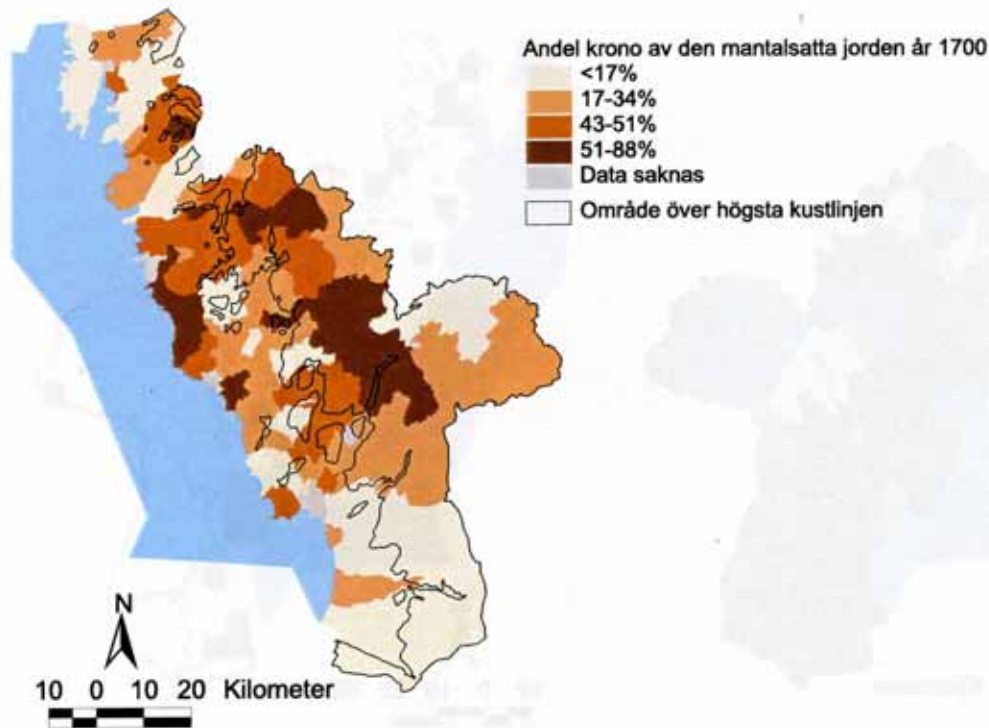 Andel krono av den mantalsatta jorden år 1700
<17%
17-34%
43-51%
51-88%
Data saknas
Område över högsta kustlinjen
N
10 0 10 20 Kilometer